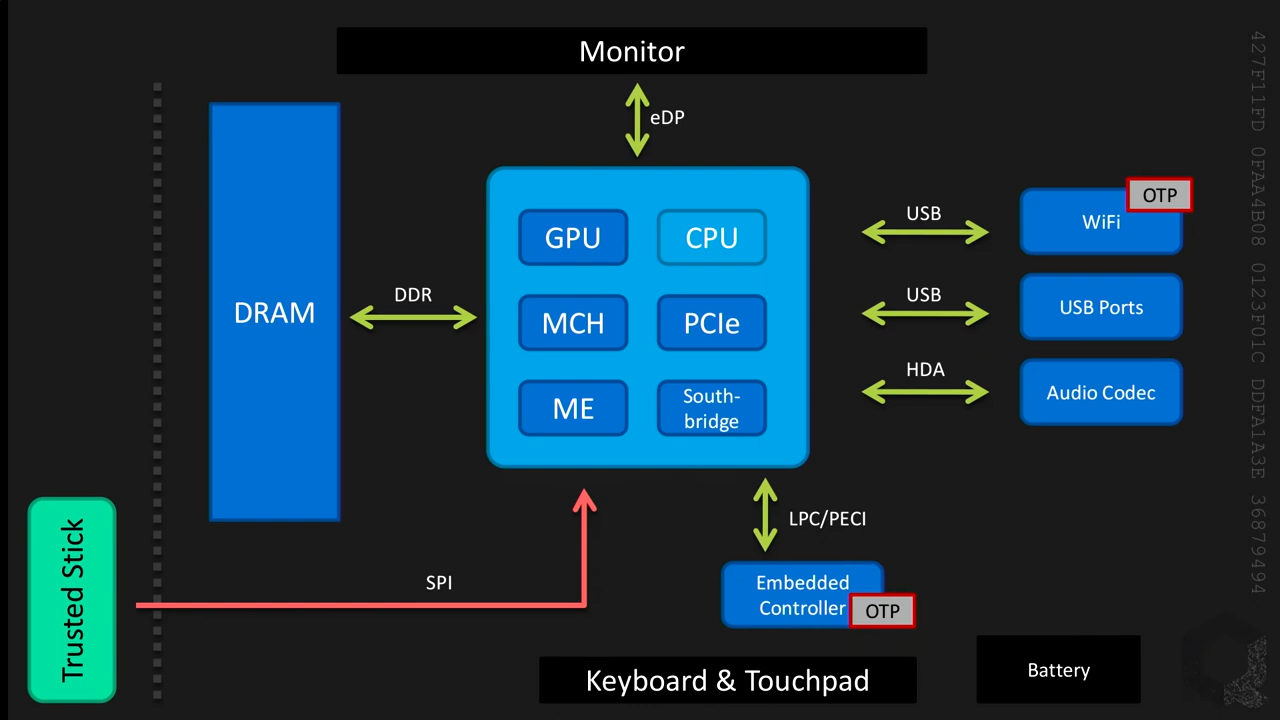 Monitor
eDP
DRAM
DDR
GPU
CPU
MCH
PCIe
ME
South-
bridge
USB
WiFi
OTP
USB
USB Ports
HDA
Audio Codec
LPC/PECI
Embedded
Controller
OTP
SPI
Trusted Stick
Keyboard & Touchpad
Battery
427F11FD 0FAA4B08 0123F01C DDFA1A3E 36879494